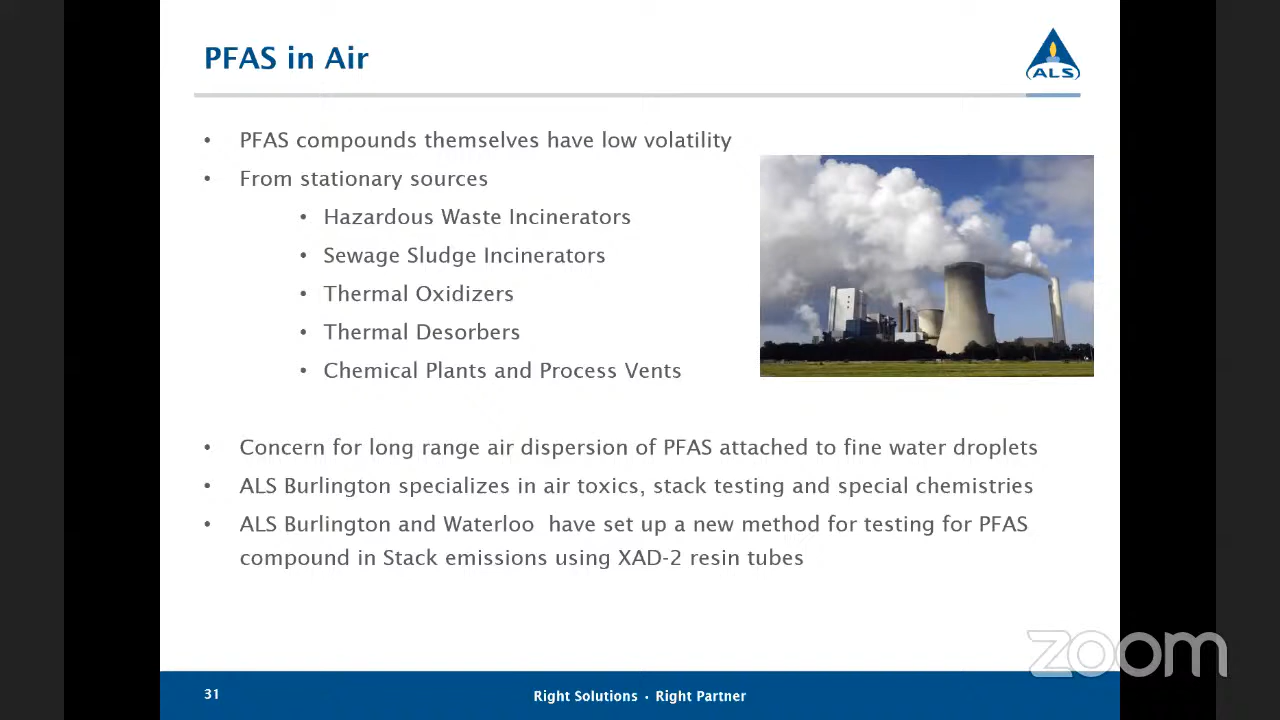 PFAS in Air
ALS
• PFAS compounds themselves have low volatility
• From stationary sources
• Hazardous Waste Incinerators
• Sewage Sludge Incinerators
• Thermal Oxidizers
• Thermal Desorbers
• Chemical Plants and Process Vents
• Concern for long range air dispersion of PFAS attached to fine water droplets
• ALS Burlington specializes in air toxics, stack testing and special chemistries
• ALS Burlington and Waterloo have set up a new method for testing for PFAS
compound in Stack emissions using XAD-2 resin tubes
zoom
31
Right Solutions · Right Partner